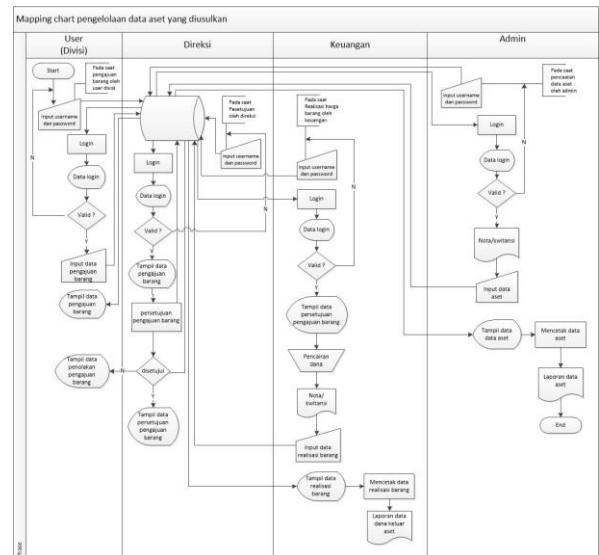 Mapping chart pengelolaan data aset yang diusulkan
User
(Divisi)
Direksi
Keuangan
Admin
Start
Pada saat
pengajuan
barang oleh
user divisi
Input username
dan password
Login
Data login
N
Valid ?
Y
Input data
pengajuan
barang
Tampil data
pengajuan
barang
Tampil data
penolakan
pengajuan
barang
Pada saat
Persetujuan
oleh direksi
Input username
dan password
Login
Data login
Valid ?
N
Y
Tampil data
pengajuan
barang
persetujuan
pengajuan barang
disetujui
N
Y
Tampil data
persetujuan
pengajuan
barang
Pada saat
Realisasi harga
barang oleh
keuangan
Input username
dan password
Login
Data login
Valid ?
N
Y
Tampil data
persetujuan
pengajuan barang
Pencairan
dana
Nota/
kwitansi
Input data
realisasi barang
Tampil data
realisasi
barang
Mencetak data
realisasi barang
Laporan data
dana keluar
aset
Pada saat
pencatatan
data aset
oleh admin
Input username
dan password
Login
Data login
Valid ?
N
Y
Nota/kwitansi
Input data
aset
Tampil data
data aset
Mencetak data
aset
Laporan data
aset
End